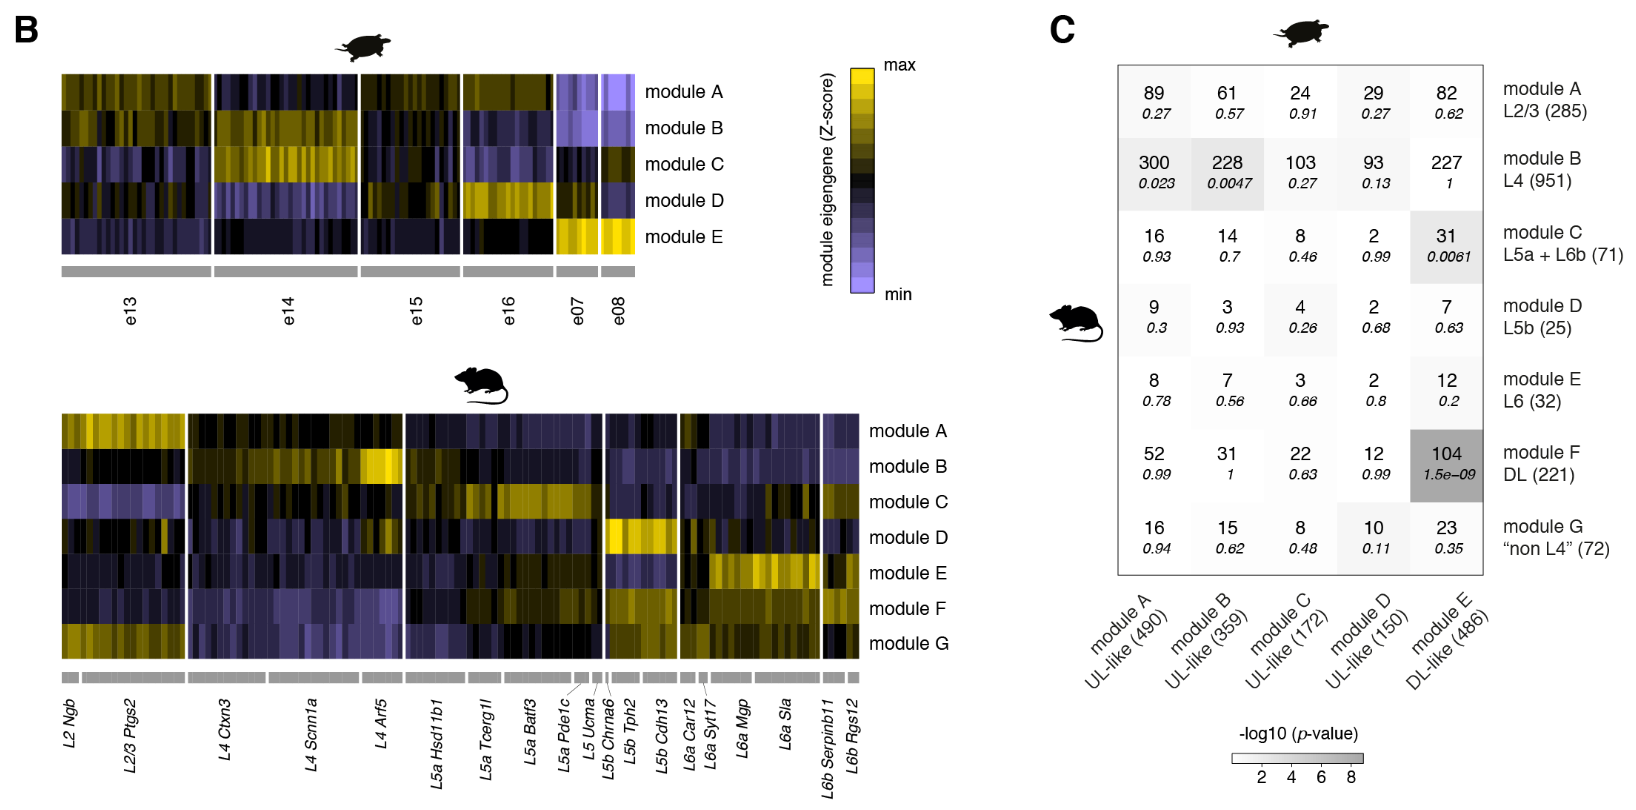 B
module A
module B
module C
module D
module E
e13
e14
e15
e16
e07
e08
module eigengene (Z-score)
max
min
module A
module B
module C
module D
module E
module F
module G
L2 Ngb
L2/3 Ptgs2
L4 Ctxn3
L4 Scnn1a
L4 Arf5
L5a Hsd11b1
L5a Tcerg1l
L5a Batf3
L5a Pde1c
L5 Ucma
L5b Chrna6
L5b Tph2
L5b Cdh13
L6a Car12
L6a Syt17
L6a Mgp
L6a Sla
L6b Serpinb11
L6b Rgs12
C
89 61 24 29 82
0.27 0.57 0.91 0.27 0.62
module A
L2/3 (285)
300 228 103 93 227
0.023 0.0047 0.27 0.13 1
module B
L4 (951)
16 14 8 2 31
0.93 0.7 0.46 0.99 0.0061
module C
L5a + L6b (71)
9 3 4 2 7
0.3 0.93 0.26 0.68 0.63
module D
L5b (25)
8 7 3 2 12
0.78 0.56 0.66 0.8 0.2
module E
L6 (32)
52 31 22 12 104
0.99 1 0.63 0.99 1.5e−09
module F
DL (221)
16 15 8 10 23
0.94 0.62 0.48 0.11 0.35
module G
“non L4” (72)
module A
UL-like (490)
module B
UL-like (359)
module C
UL-like (172)
module D
UL-like (150)
module E
DL-like (486)
-log10 (p-value)
2 4 6 8